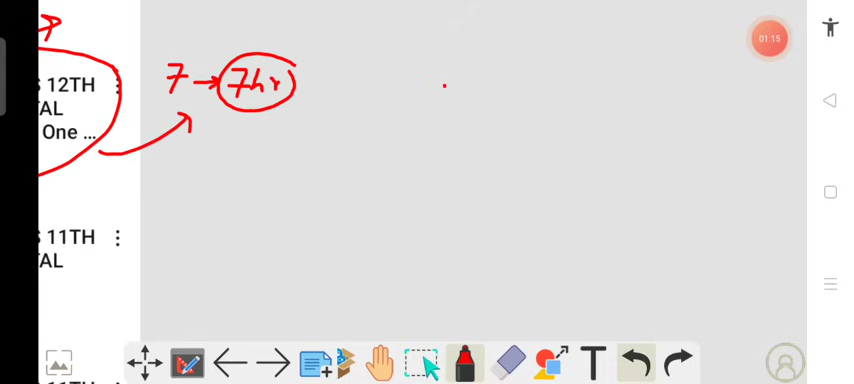 01:15
S 12TH
TAL
One ...
7 → 7hr
S 11TH
TAL
T